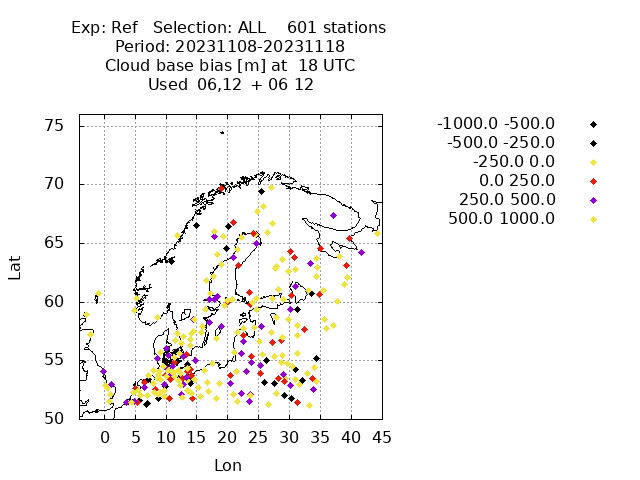 Exp: Ref   Selection: ALL    601 stations
Period: 20231108-20231118
Cloud base bias [m] at  18 UTC
Used  06,12  + 06 12
-1000.0 -500.0
-500.0 -250.0
-250.0 0.0
0.0 250.0
250.0 500.0
500.0 1000.0
75
70
65
60
55
50
Lat
0 5 10 15 20 25 30 35 40 45
Lon